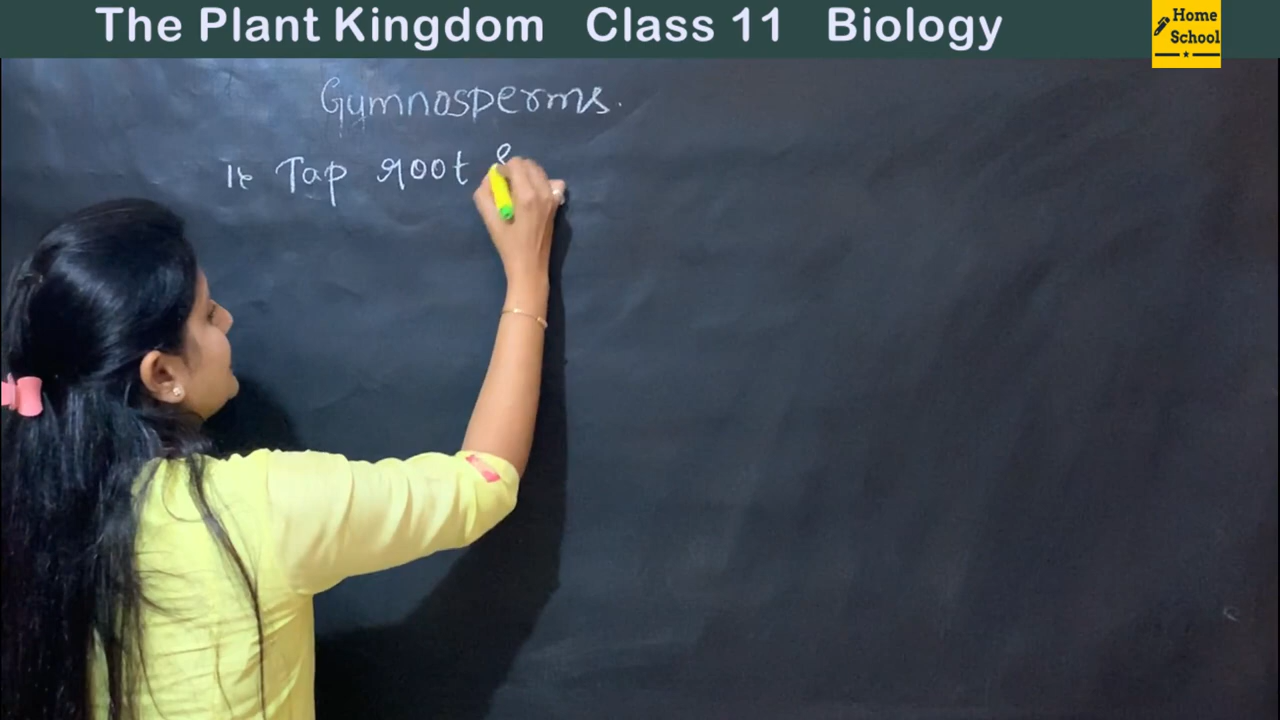 The Plant Kingdom Class 11 Biology
Home
School
Gymnosperms.
1. Tap root